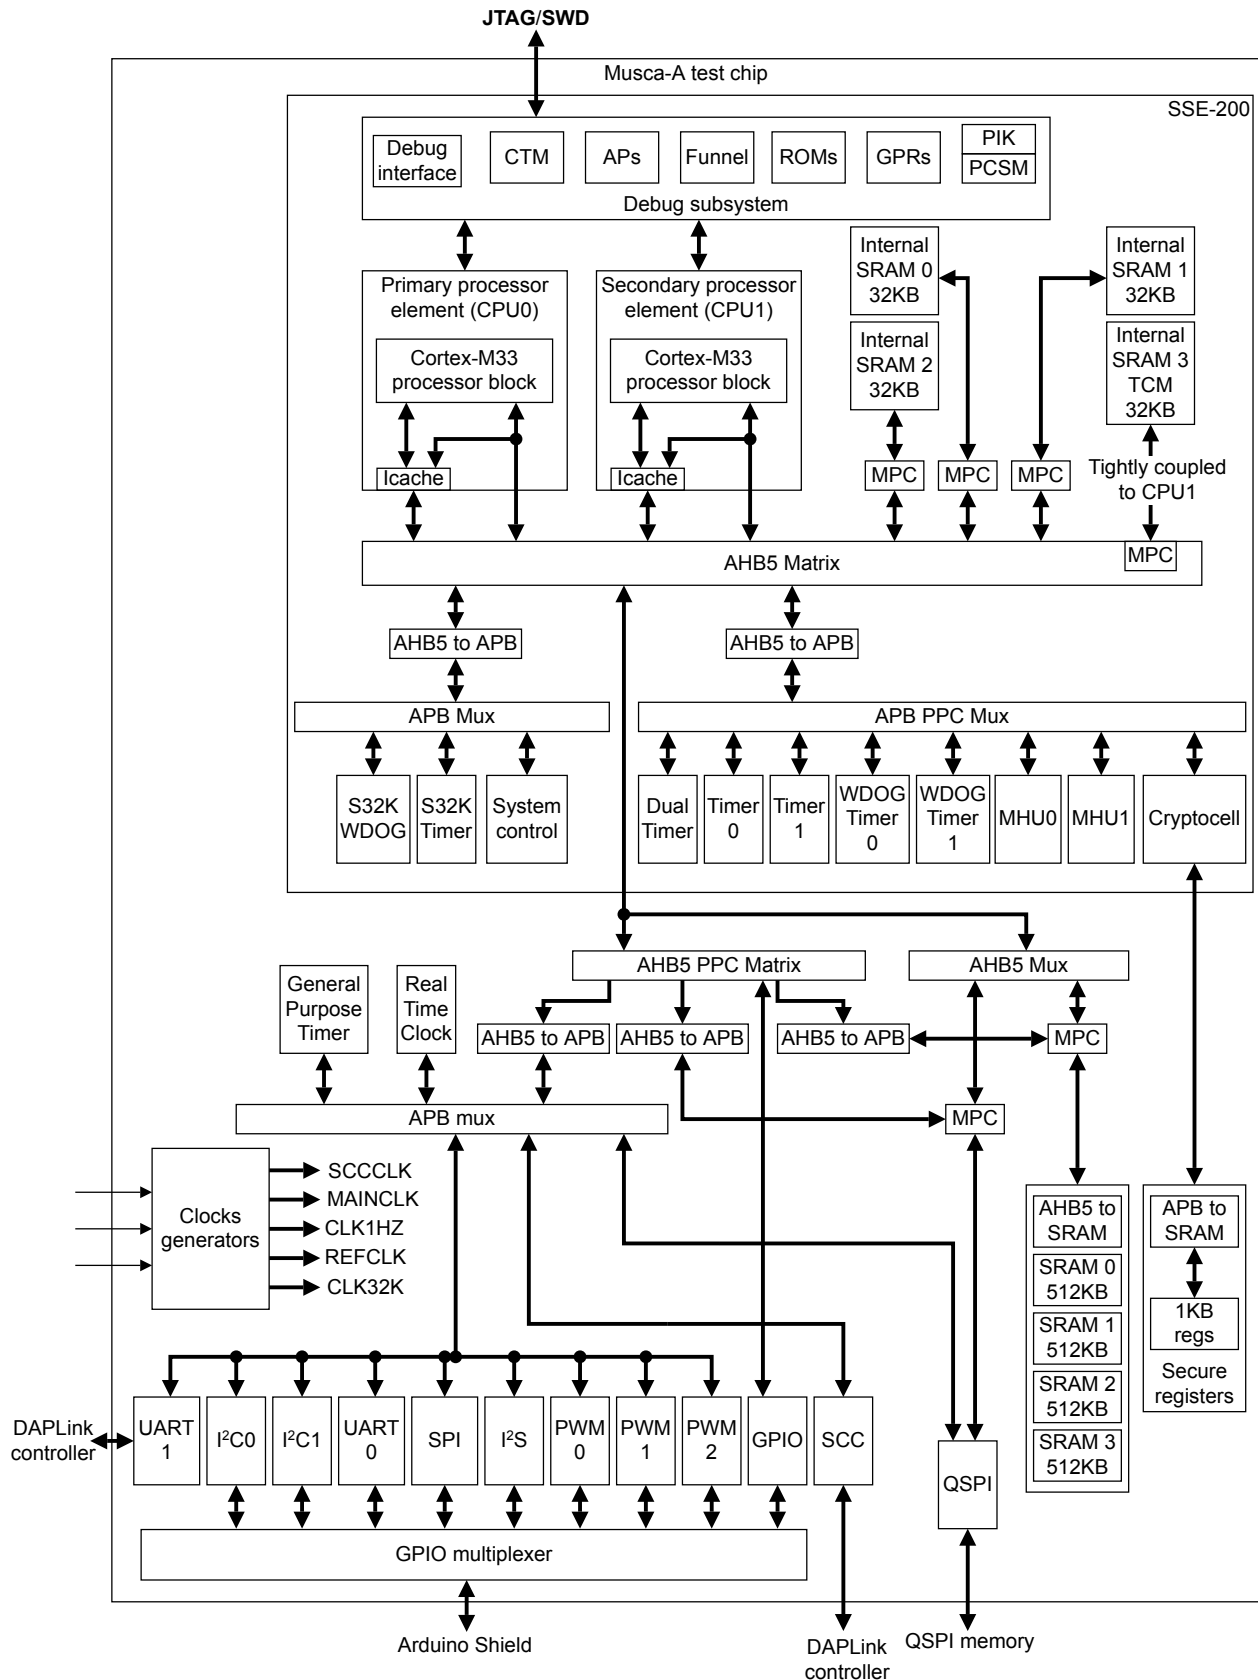 JTAG/SWD
Musca-A test chip
SSE-200
Debug
interface
CTM
APs
Funnel
ROMs
GPRs
PIK
PCSM
Debug subsystem
Primary processor
element (CPU0)
Cortex-M33
processor block
Icache
Secondary processor
element (CPU1)
Cortex-M33
processor block
Icache
Internal
SRAM 0
32KB
Internal
SRAM 2
32KB
Internal
SRAM 1
32KB
Internal
SRAM 3
TCM
32KB
MPC
MPC
MPC
Tightly coupled
to CPU1
MPC
AHB5 Matrix
AHB5 to APB
AHB5 to APB
APB Mux
APB PPC Mux
S32K
WDOG
S32K
Timer
System
control
Dual
Timer
Timer
0
Timer
1
WDOG
Timer
0
WDOG
Timer
1
MHU0
MHU1
Cryptocell
AHB5 PPC Matrix
AHB5 Mux
General
Purpose
Timer
Real
Time
Clock
AHB5 to APB
AHB5 to APB
AHB5 to APB
MPC
APB mux
MPC
Clocks
generators
SCCCLK
MAINCLK
CLK1HZ
REFCLK
CLK32K
AHB5 to
SRAM
SRAM 0
512KB
SRAM 1
512KB
SRAM 2
512KB
SRAM 3
512KB
APB to
SRAM
1KB
regs
Secure
registers
DAPLink
controller
UART
1
I²C0
I²C1
UART
0
SPI
I²S
PWM
0
PWM
1
PWM
2
GPIO
SCC
QSPI
GPIO multiplexer
Arduino Shield
DAPLink
controller
QSPI memory